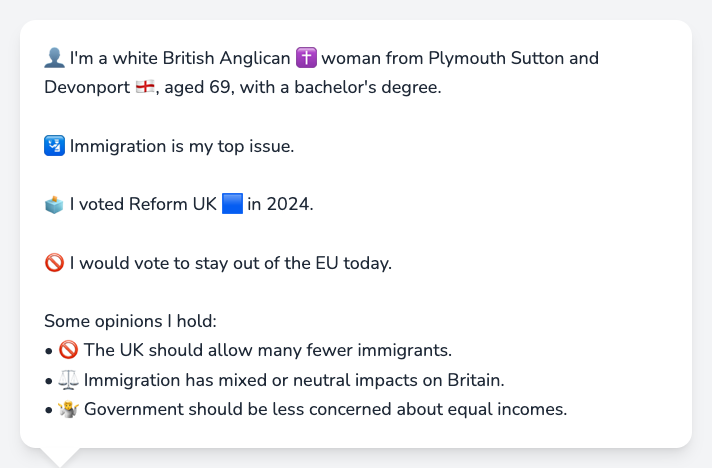 👤 I'm a white British Anglican ✝️ woman from Plymouth Sutton and
Devonport 🏴󠁧󠁢󠁥󠁮󠁧󠁿, aged 69, with a bachelor's degree.
🛂 Immigration is my top issue.
🗳️ I voted Reform UK 🟦 in 2024.
🚫 I would vote to stay out of the EU today.
Some opinions I hold:
• 🚫 The UK should allow many fewer immigrants.
• ⚖️ Immigration has mixed or neutral impacts on Britain.
• 🤷 Government should be less concerned about equal incomes.